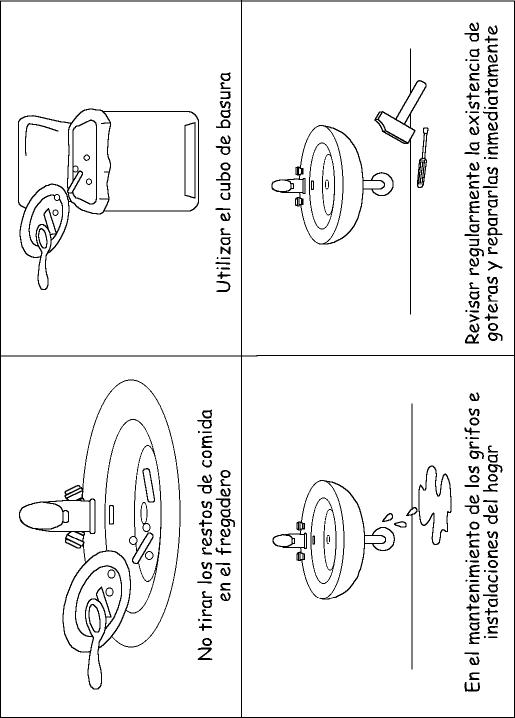 No tirar los restos de comida
en el fregadero
Utilizar el cubo de basura
En el mantenimiento de los grifos e
instalaciones del hogar
Revisar regularmente la existencia de
goteras y repararlas inmediatamente